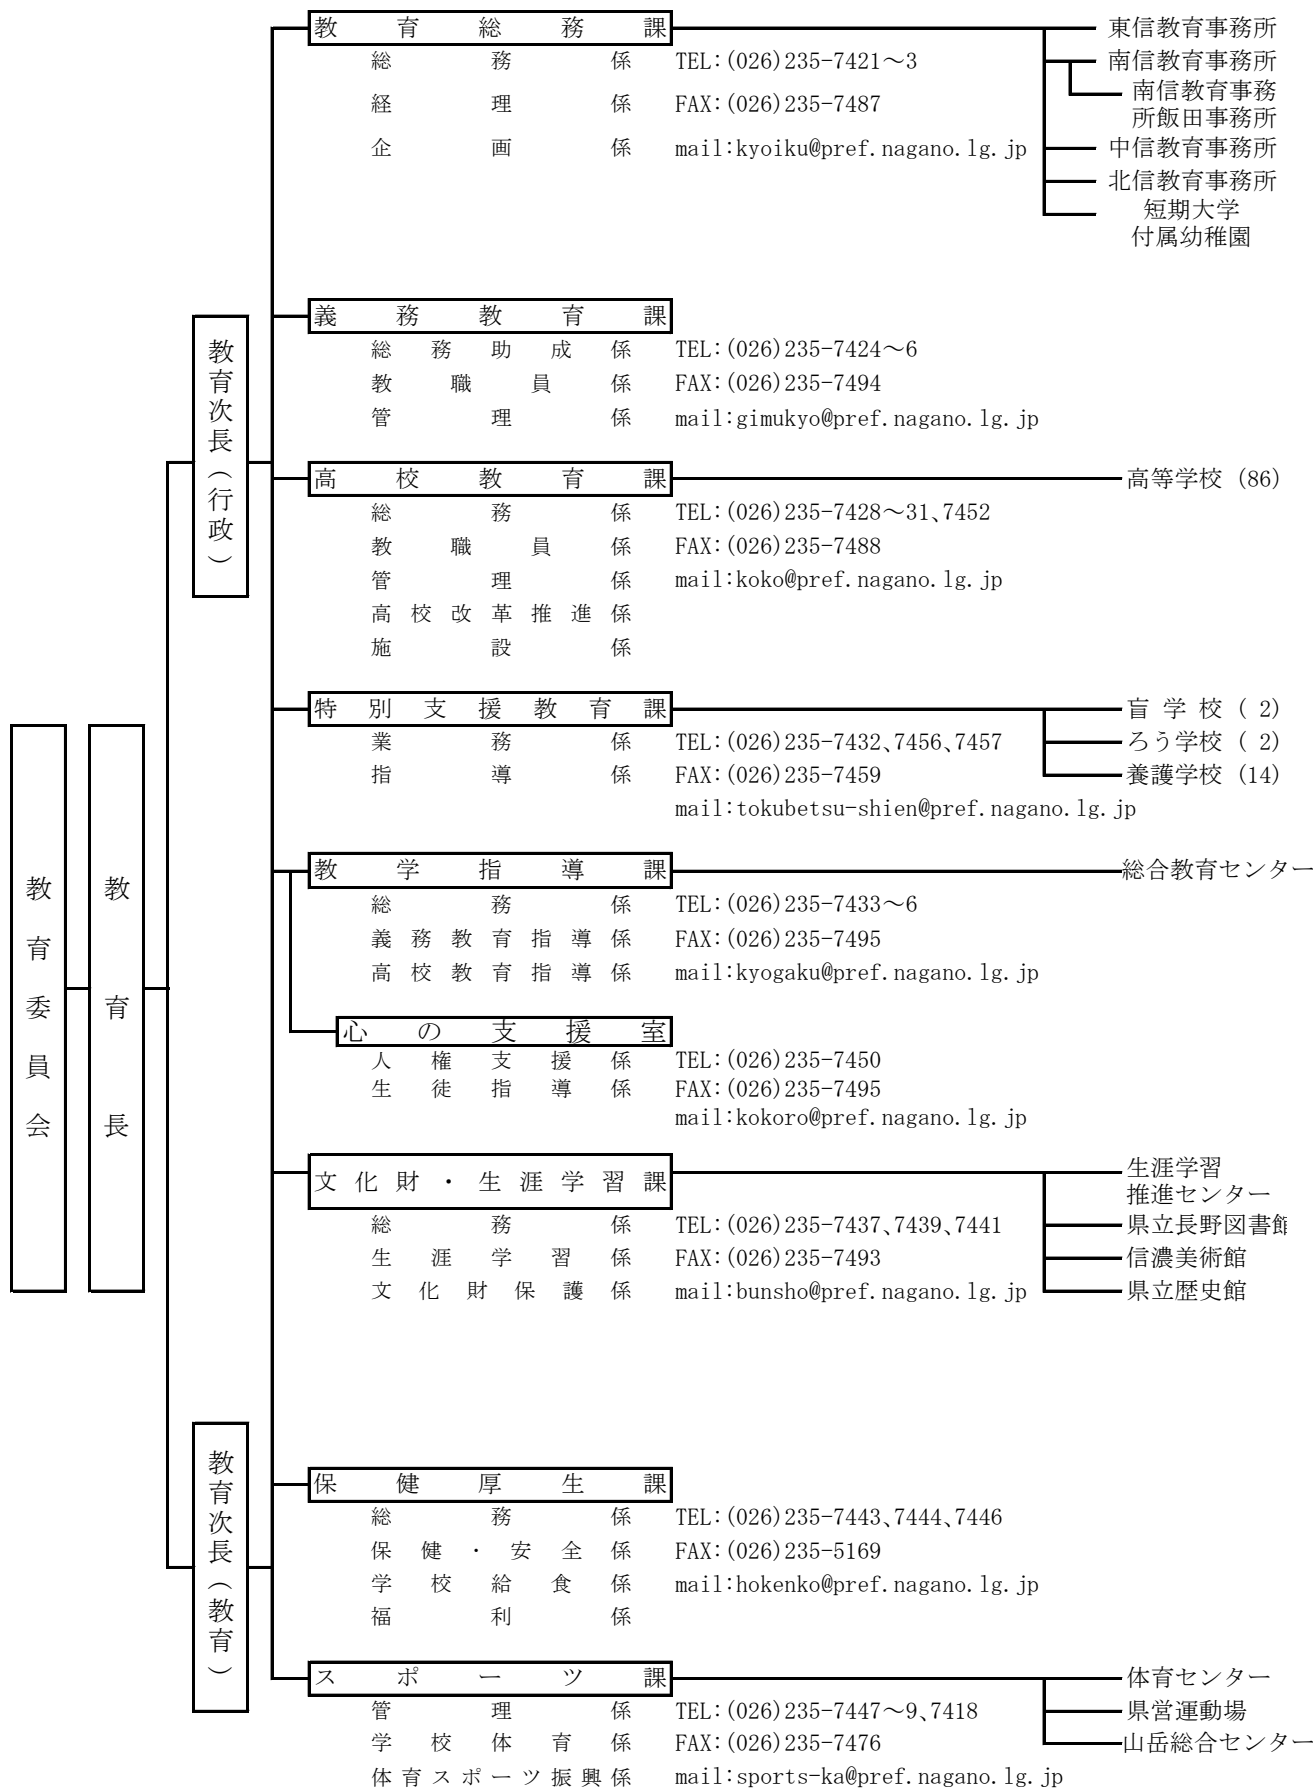 教育委員会
教育長
教育次長(行政)
教育次長(教育)
教育総務課
総務係 TEL:(026)235-7421～3
経理係 FAX:(026)235-7487
企画係 mail:kyoiku@pref.nagano.lg.jp
東信教育事務所
南信教育事務所
南信教育事務
所飯田事務所
中信教育事務所
北信教育事務所
短期大学
付属幼稚園
義務教育課
総務助成係 TEL:(026)235-7424～6
教職員係 FAX:(026)235-7494
管理係 mail:gimukyo@pref.nagano.lg.jp
高校教育課
高等学校 (86)
総務係 TEL:(026)235-7428～31、7452
教職員係 FAX:(026)235-7488
管理係 mail:koko@pref.nagano.lg.jp
高校改革推進係
施設係
特別支援教育課
業務係 TEL:(026)235-7432、7456、7457
指導係 FAX:(026)235-7459
mail:tokubetsu-shien@pref.nagano.lg.jp
盲学校 ( 2)
ろう学校 ( 2)
養護学校 (14)
教学指導課
総合教育センター
総務係 TEL:(026)235-7433～6
義務教育指導係 FAX:(026)235-7495
高校教育指導係 mail:kyogaku@pref.nagano.lg.jp
心の支援室
人権支援係 TEL:(026)235-7450
生徒指導係 FAX:(026)235-7495
mail:kokoro@pref.nagano.lg.jp
文化財・生涯学習課
総務係 TEL:(026)235-7437、7439、7441
生涯学習係 FAX:(026)235-7493
文化財保護係 mail:bunsho@pref.nagano.lg.jp
生涯学習
推進センター
県立長野図書館
信濃美術館
県立歴史館
保健厚生課
総務係 TEL:(026)235-7443、7444、7446
保健・安全係 FAX:(026)235-5169
学校給食係 mail:hokenko@pref.nagano.lg.jp
福利係
スポーツ課
管理係 TEL:(026)235-7447～9、7418
学校体育係 FAX:(026)235-7476
体育スポーツ振興係 mail:sports-ka@pref.nagano.lg.jp
体育センター
県営運動場
山岳総合センター